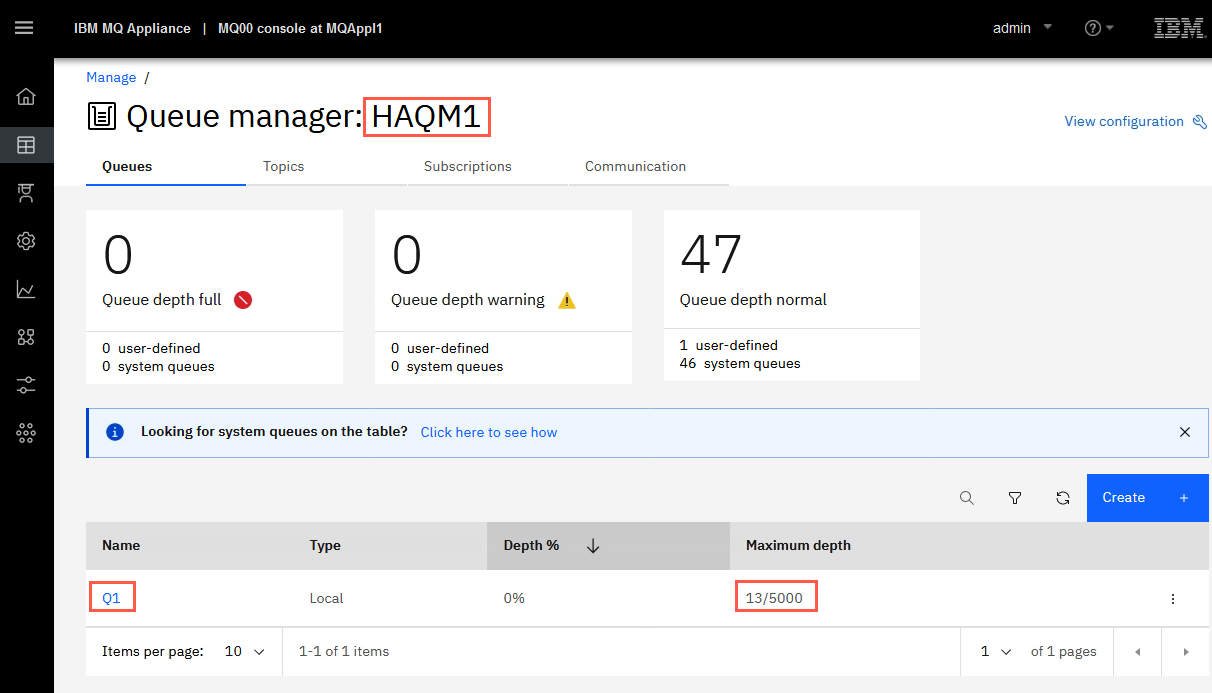 IBM MQ Appliance | MQ00 console at MQAppl1
admin
IBM
Manage /
Queue manager: HAQM1
View configuration
Queues Topics Subscriptions Communication
0 0 47
Queue depth full Queue depth warning Queue depth normal
0 user-defined 0 user-defined 1 user-defined
0 system queues 0 system queues 46 system queues
Looking for system queues on the table? Click here to see how
Create +
Name Type Depth % Maximum depth
Q1 Local 0% 13/5000
Items per page: 10 1-1 of 1 items 1 of 1 pages